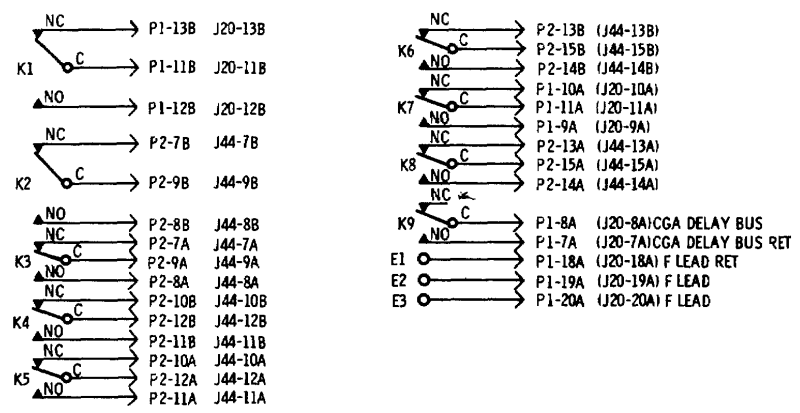 NC P1-13B J20-13B
K1 C P1-11B J20-11B
NO P1-12B J20-12B
NC P2-7B J44-7B
K2 C P2-9B J44-9B
NO P2-8B J44-8B
NC P2-7A J44-7A
K3 C P2-9A J44-9A
NO P2-8A J44-8A
NC P2-10B J44-10B
K4 C P2-12B J44-12B
NO P2-11B J44-11B
NC P2-10A J44-10A
K5 C P2-12A J44-12A
NO P2-11A J44-11A
NC P2-13B (J44-13B)
K6 C P2-15B (J44-15B)
NO P2-14B (J44-14B)
NC P1-10A (J20-10A)
K7 C P1-11A (J20-11A)
NO P1-9A (J20-9A)
NC P2-13A (J44-13A)
K8 C P2-15A (J44-15A)
NO P2-14A (J44-14A)
NC
K9 C P1-8A (J20-8A)CGA DELAY BUS
NO P1-7A (J20-7A)CGA DELAY BUS RET
E1 P1-18A (J20-18A) F LEAD RET
E2 P1-19A (J20-19A) F LEAD
E3 P1-20A (J20-20A) F LEAD